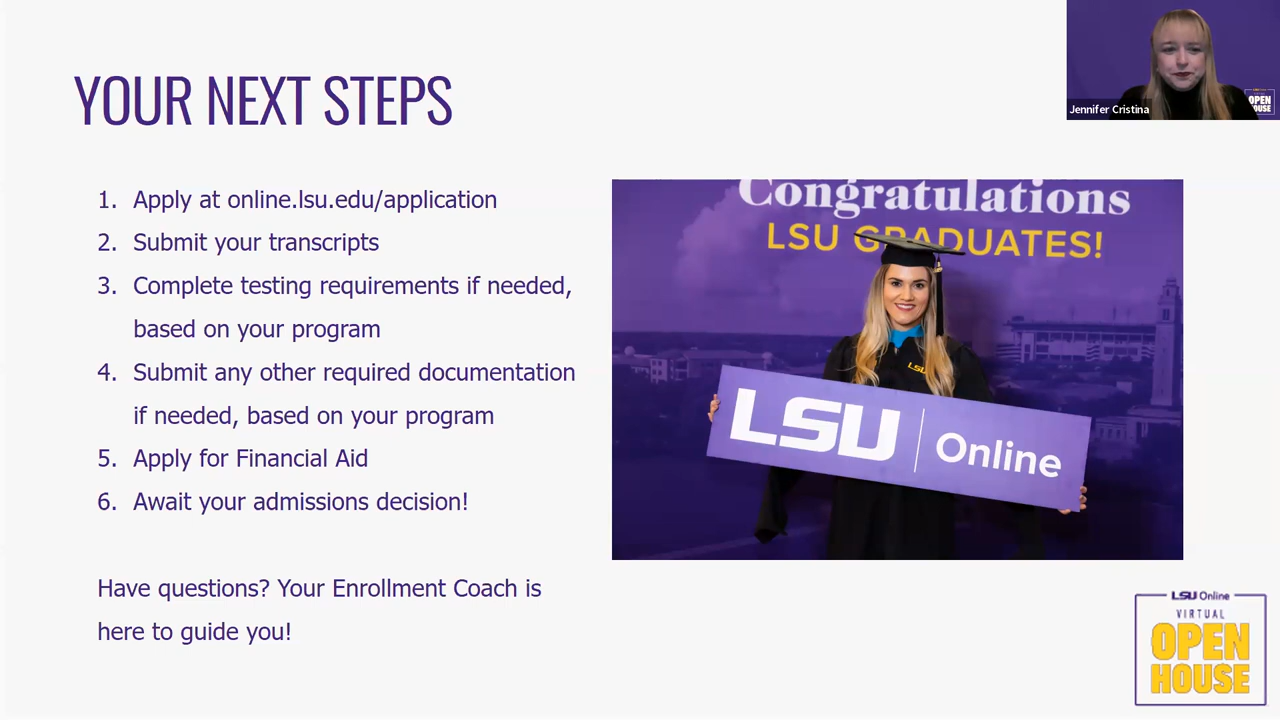 YOUR NEXT STEPS
1. Apply at online.lsu.edu/application
2. Submit your transcripts
3. Complete testing requirements if needed,
based on your program
4. Submit any other required documentation
if needed, based on your program
5. Apply for Financial Aid
6. Await your admissions decision!
Have questions? Your Enrollment Coach is
here to guide you!
Jennifer Cristina
OPEN
HOUSE
Congratulations
LSU GRADUATES!
LSU
LSU | Online
LSU Online
VIRTUAL
OPEN
HOUSE